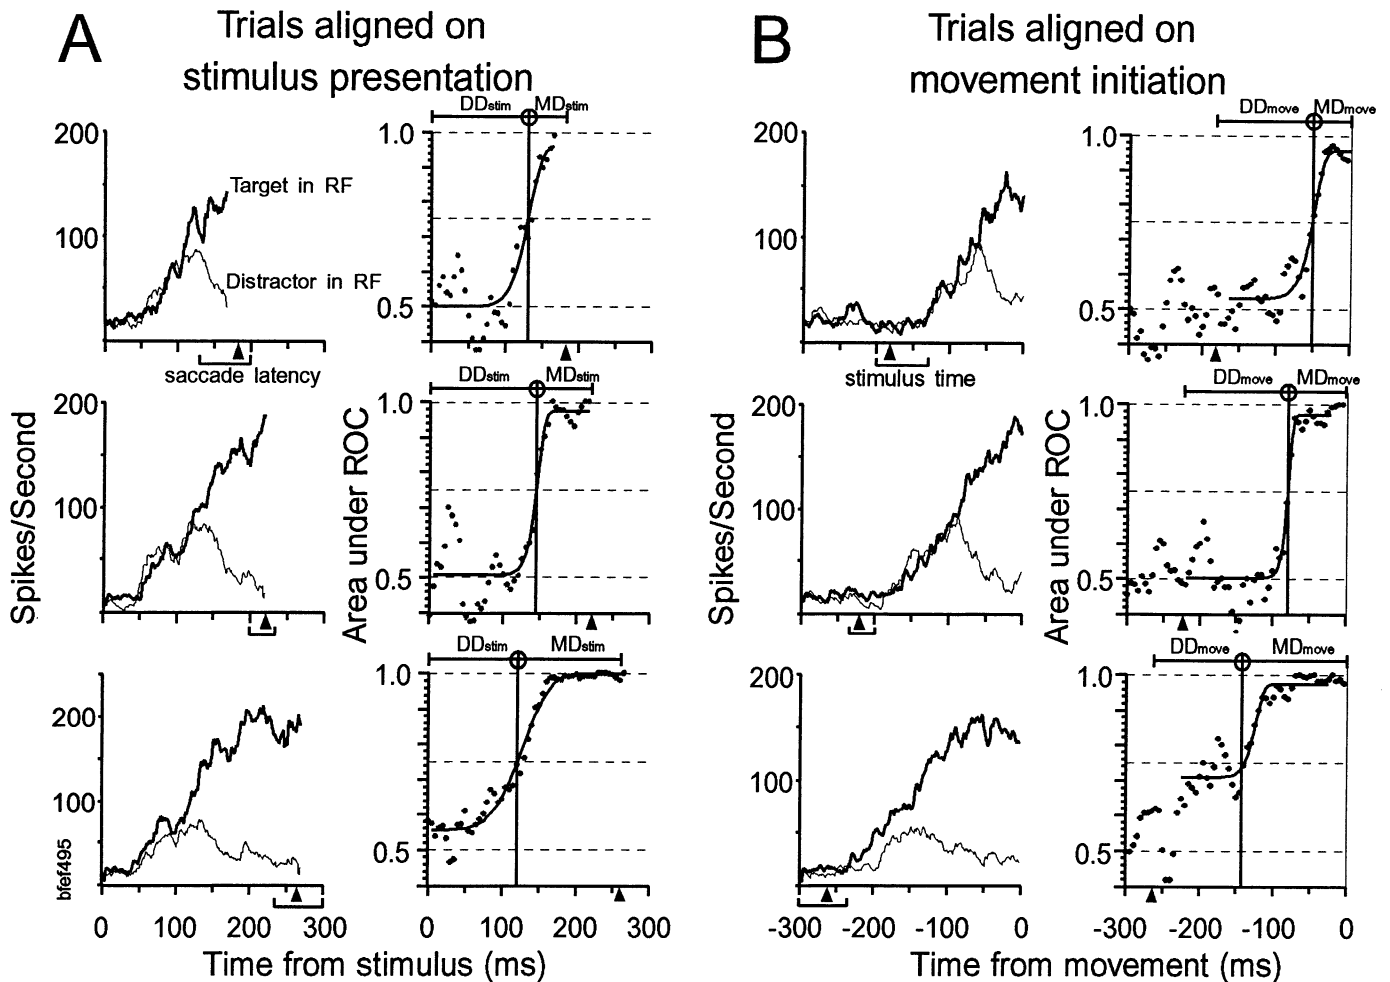 A
Trials aligned on
stimulus presentation
B
Trials aligned on
movement initiation
DDstim MDstim
DDmove MDmove
200
100
Target in RF
Distractor in RF
saccade latency
1.0
0.5
200
100
stimulus time
1.0
0.5
DDstim MDstim
DDmove MDmove
Spikes/Second
200
100
Area under ROC
1.0
0.5
Spikes/Second
200
100
Area under ROC
1.0
0.5
DDstim MDstim
DDmove MDmove
200
100
bfef495
1.0
0.5
200
100
1.0
0.5
0 100 200 300
0 100 200 300
-300 -200 -100 0
-300 -200 -100 0
Time from stimulus (ms)
Time from movement (ms)